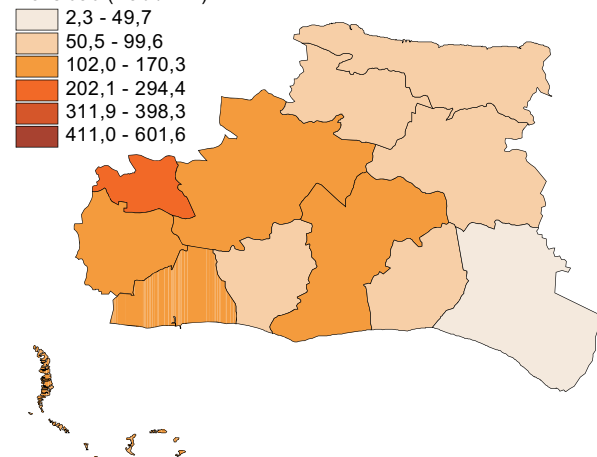 2,3 - 49,7
50,5 - 99,6
102,0 - 170,3
202,1 - 294,4
311,9 - 398,3
411,0 - 601,6